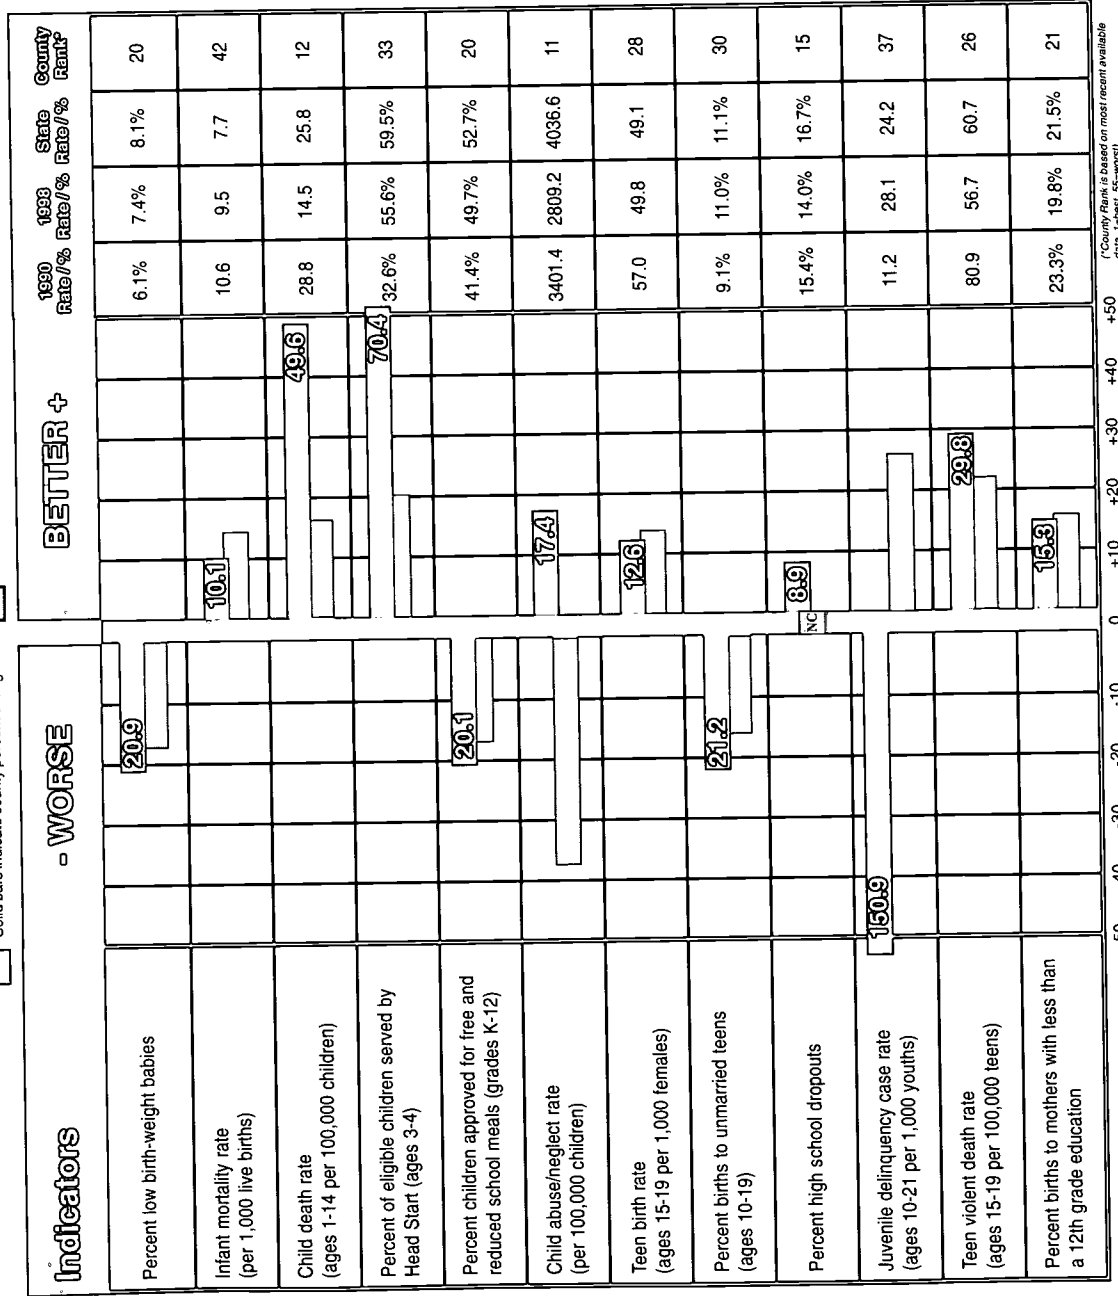 Indicators
- WORSE
BETTER +
1990 Rate / %
1998 Rate / %
State Rate / %
County Rank*
Percent low birth-weight babies
20.9
6.1% 7.4% 8.1% 20
Infant mortality rate
(per 1,000 live births)
10.1
10.6 9.5 7.7 42
Child death rate
(ages 1-14 per 100,000 children)
49.6
28.8 14.5 25.8 12
Percent of eligible children served by
Head Start (ages 3-4)
70.4
32.6% 55.6% 59.5% 33
Percent children approved for free and
reduced school meals (grades K-12)
20.1
41.4% 49.7% 52.7% 20
Child abuse/neglect rate
(per 100,000 children)
17.4
3401.4 2809.2 4036.6 11
Teen birth rate
(ages 15-19 per 1,000 females)
12.6
57.0 49.8 49.1 28
Percent births to unmarried teens
(ages 10-19)
21.2
9.1% 11.0% 11.1% 30
Percent high school dropouts
NC
8.9
15.4% 14.0% 16.7% 15
Juvenile delinquency case rate
(ages 10-21 per 1,000 youths)
150.9
11.2 28.1 24.2 37
Teen violent death rate
(ages 15-19 per 100,000 teens)
29.8
80.9 56.7 60.7 26
Percent births to mothers with less than
a 12th grade education
15.3
23.3% 19.8% 21.5% 21
0 +10 +20 +30 +40 +50
(*County Rank is based on most recent available